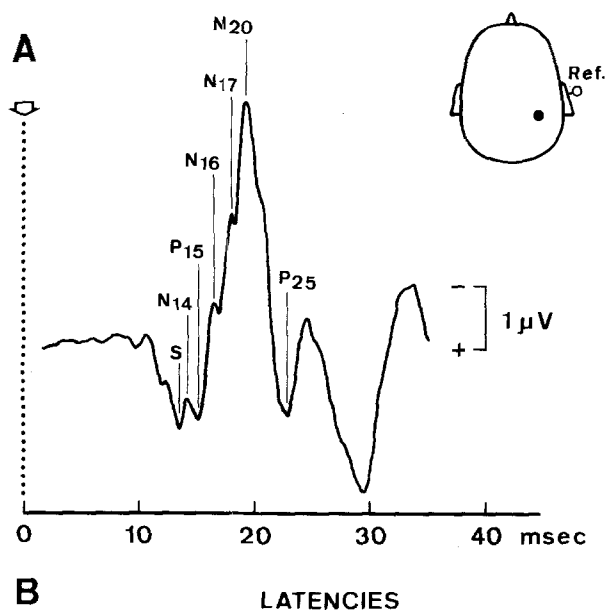 A
N20
Ref.
N17
N16
P15
P25
N14
S
−
1 µV
+
0 10 20 30 40 msec
B
LATENCIES